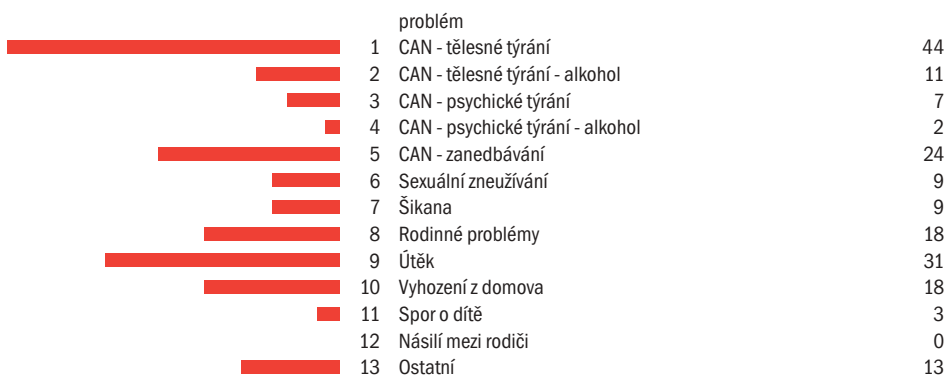 problém
1 CAN - tělesné týrání 44
2 CAN - tělesné týrání - alkohol 11
3 CAN - psychické týrání 7
4 CAN - psychické týrání - alkohol 2
5 CAN - zanedbávání 24
6 Sexuální zneužívání 9
7 Šikana 9
8 Rodinné problémy 18
9 Útěk 31
10 Vyhození z domova 18
11 Spor o dítě 3
12 Násilí mezi rodiči 0
13 Ostatní 13